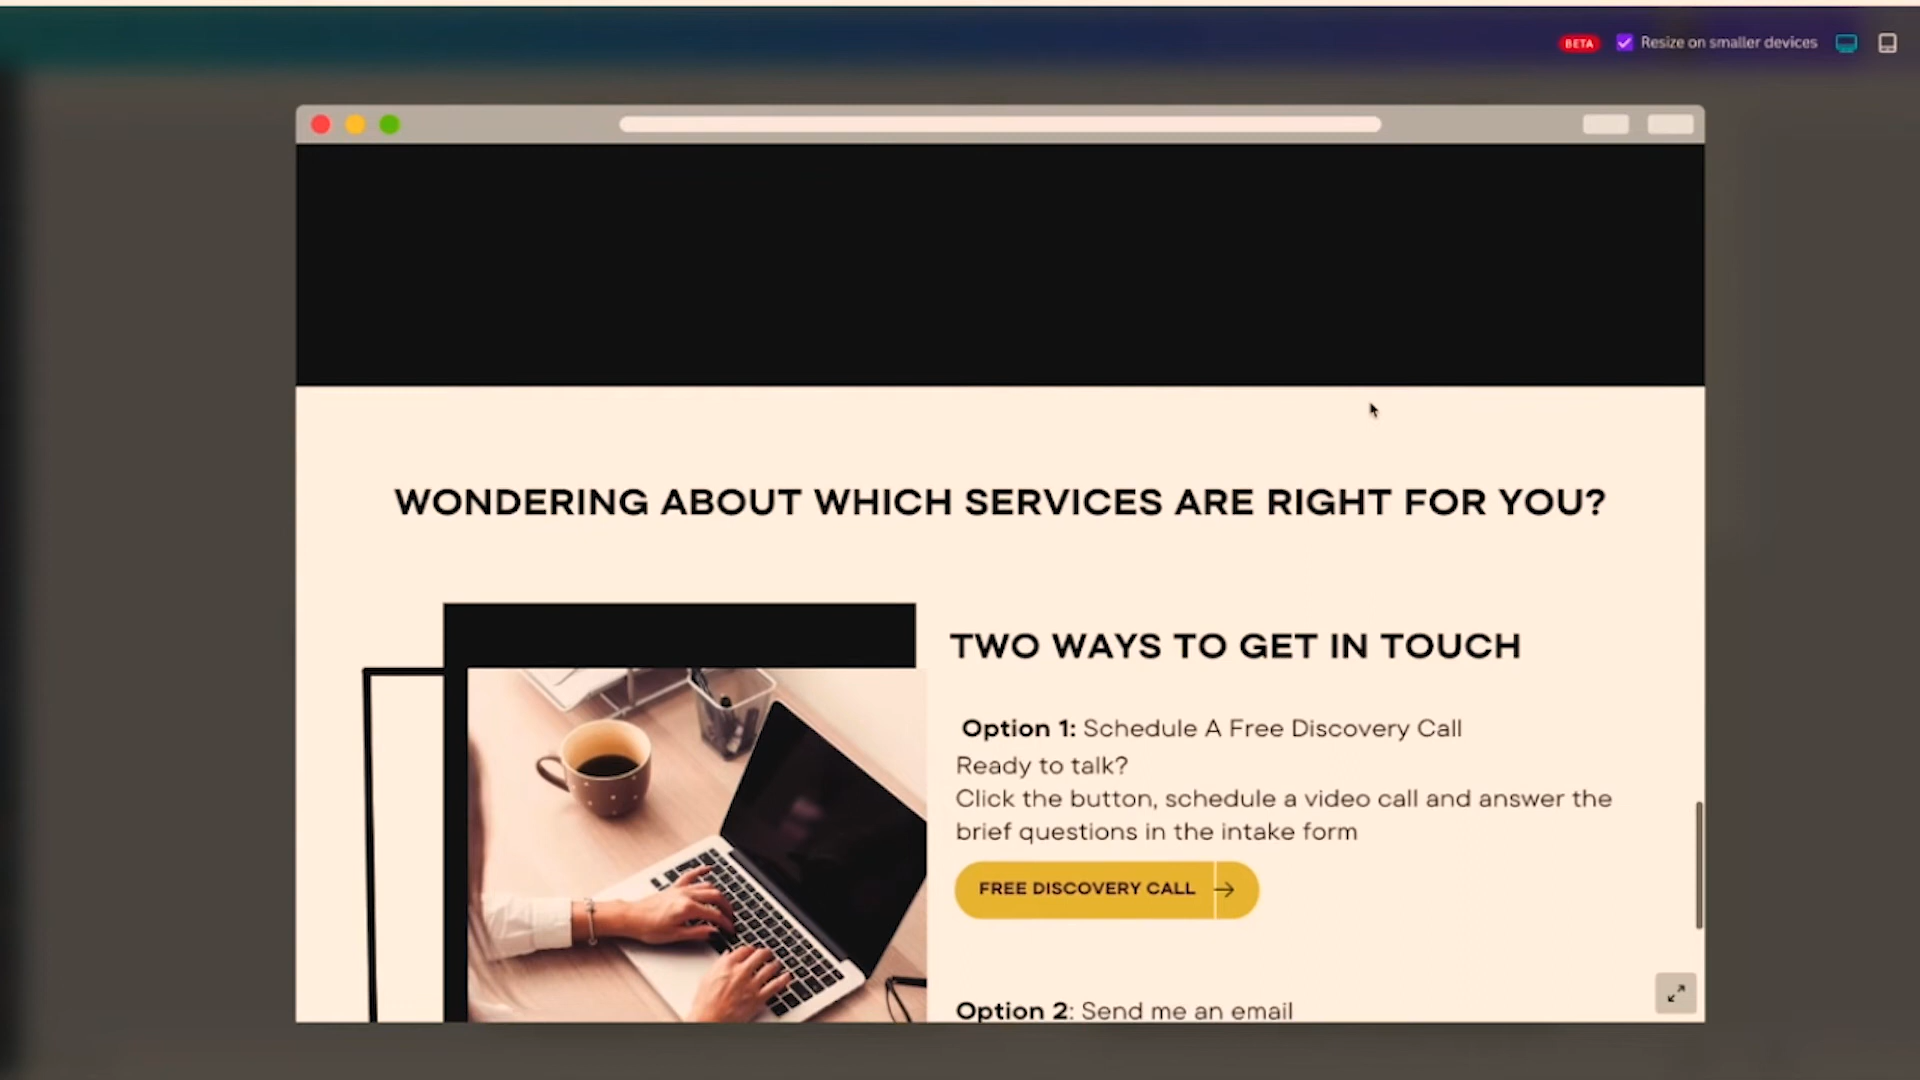 BETA Resize on smaller devices
WONDERING ABOUT WHICH SERVICES ARE RIGHT FOR YOU?
TWO WAYS TO GET IN TOUCH
Option 1: Schedule A Free Discovery Call
Ready to talk?
Click the button, schedule a video call and answer the
brief questions in the intake form
FREE DISCOVERY CALL
Option 2: Send me an email